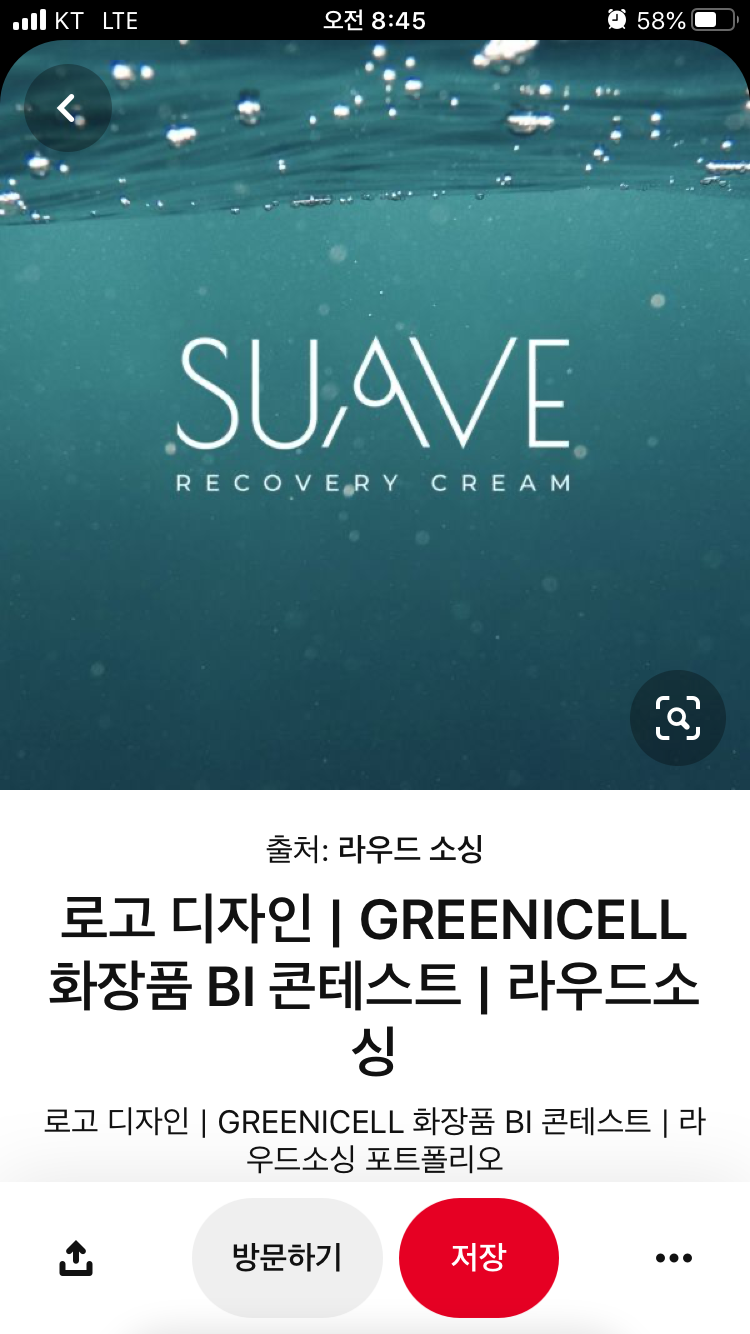 KT LTE 오전 8:45 58%
SUAVE
RECOVERY CREAM
출처: 라우드 소싱
로고 디자인 | GREENICELL
화장품 BI 콘테스트 | 라우드소
싱
로고 디자인 | GREENICELL 화장품 BI 콘테스트 | 라
우드소싱 포트폴리오
방문하기
저장